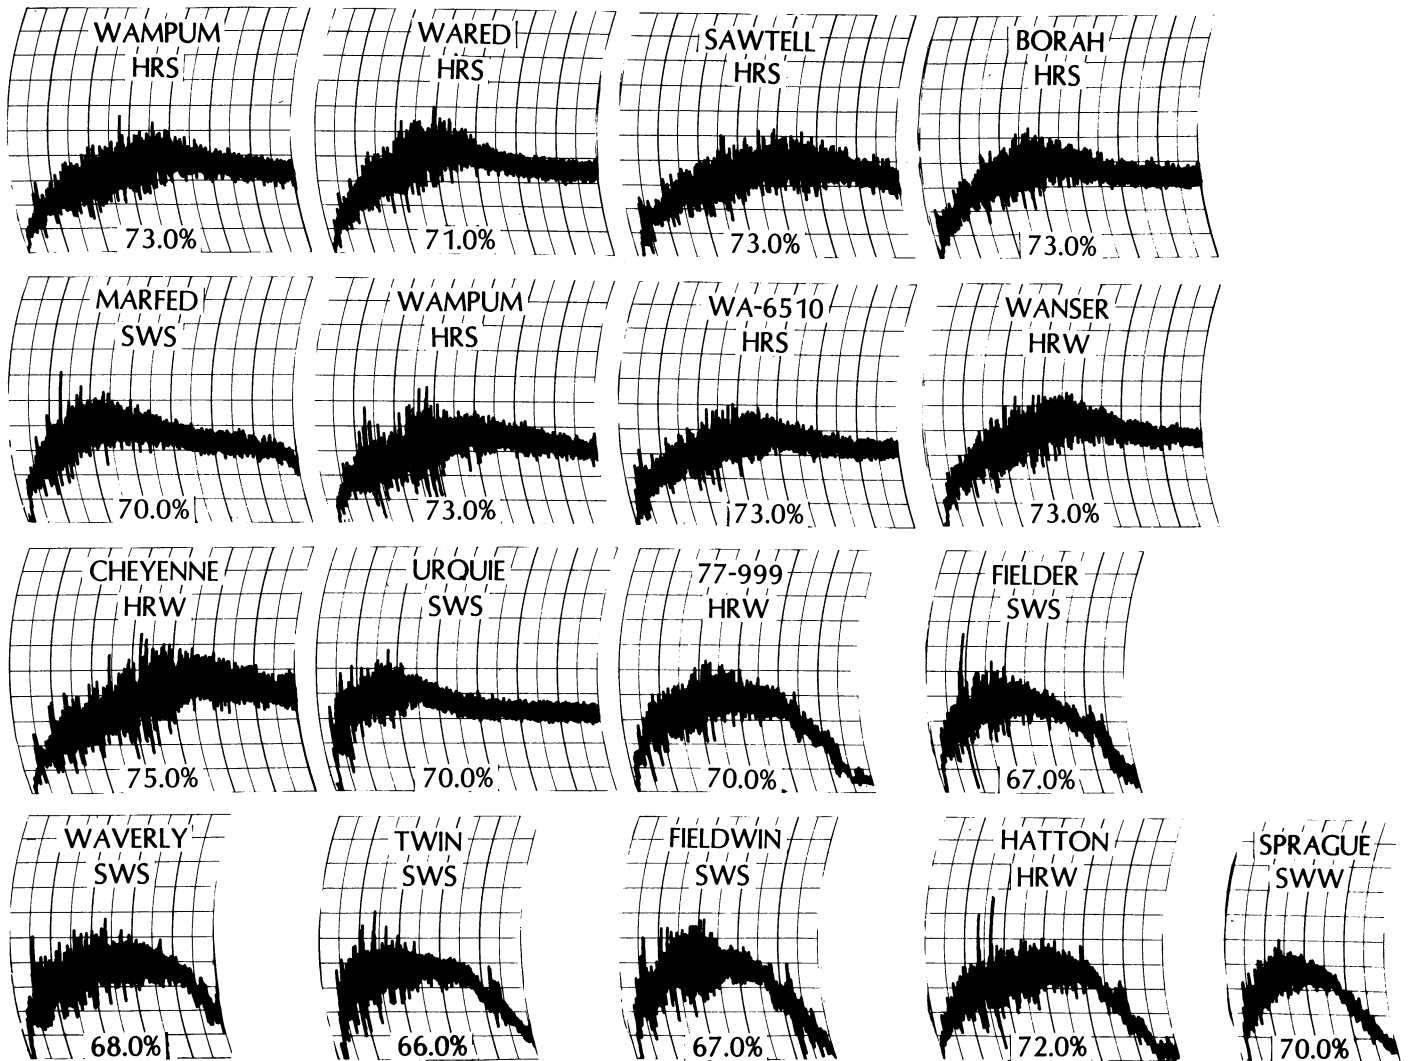 WAMPUM
HRS
73.0%
WARED
HRS
71.0%
SAWTELL
HRS
73.0%
BORAH
HRS
73.0%
MARFED
SWS
70.0%
WAMPUM
HRS
73.0%
WA-6510
HRS
73.0%
WANSER
HRW
73.0%
CHEYENNE
HRW
75.0%
URQUIE
SWS
70.0%
77-999
HRW
70.0%
FIELDER
SWS
67.0%
WAVERLY
SWS
68.0%
TWIN
SWS
66.0%
FIELDWIN
SWS
67.0%
HATTON
HRW
72.0%
SPRAGUE
SWW
70.0%